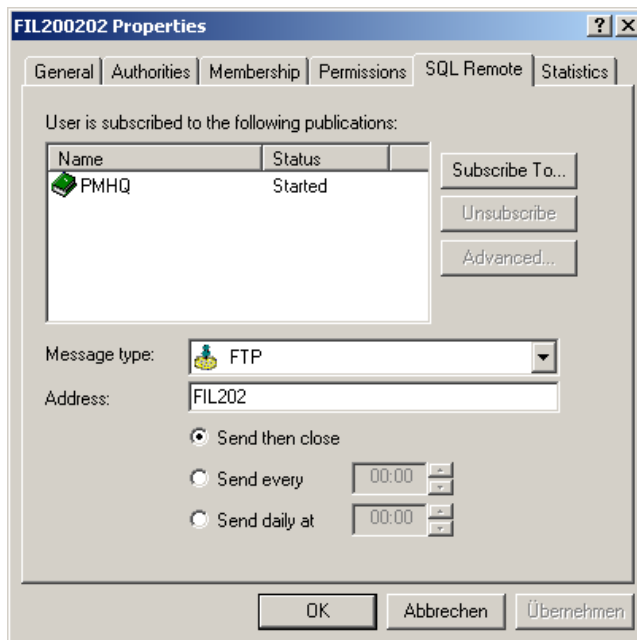 FIL200202 Properties
General Authorities Membership Permissions SQL Remote Statistics
User is subscribed to the following publications:
Name Status
PMHQ Started
Subscribe To...
Unsubscribe
Advanced...
Message type: FTP
Address: FIL202
Send then close
Send every 00:00
Send daily at 00:00
OK Abbrechen Übernehmen